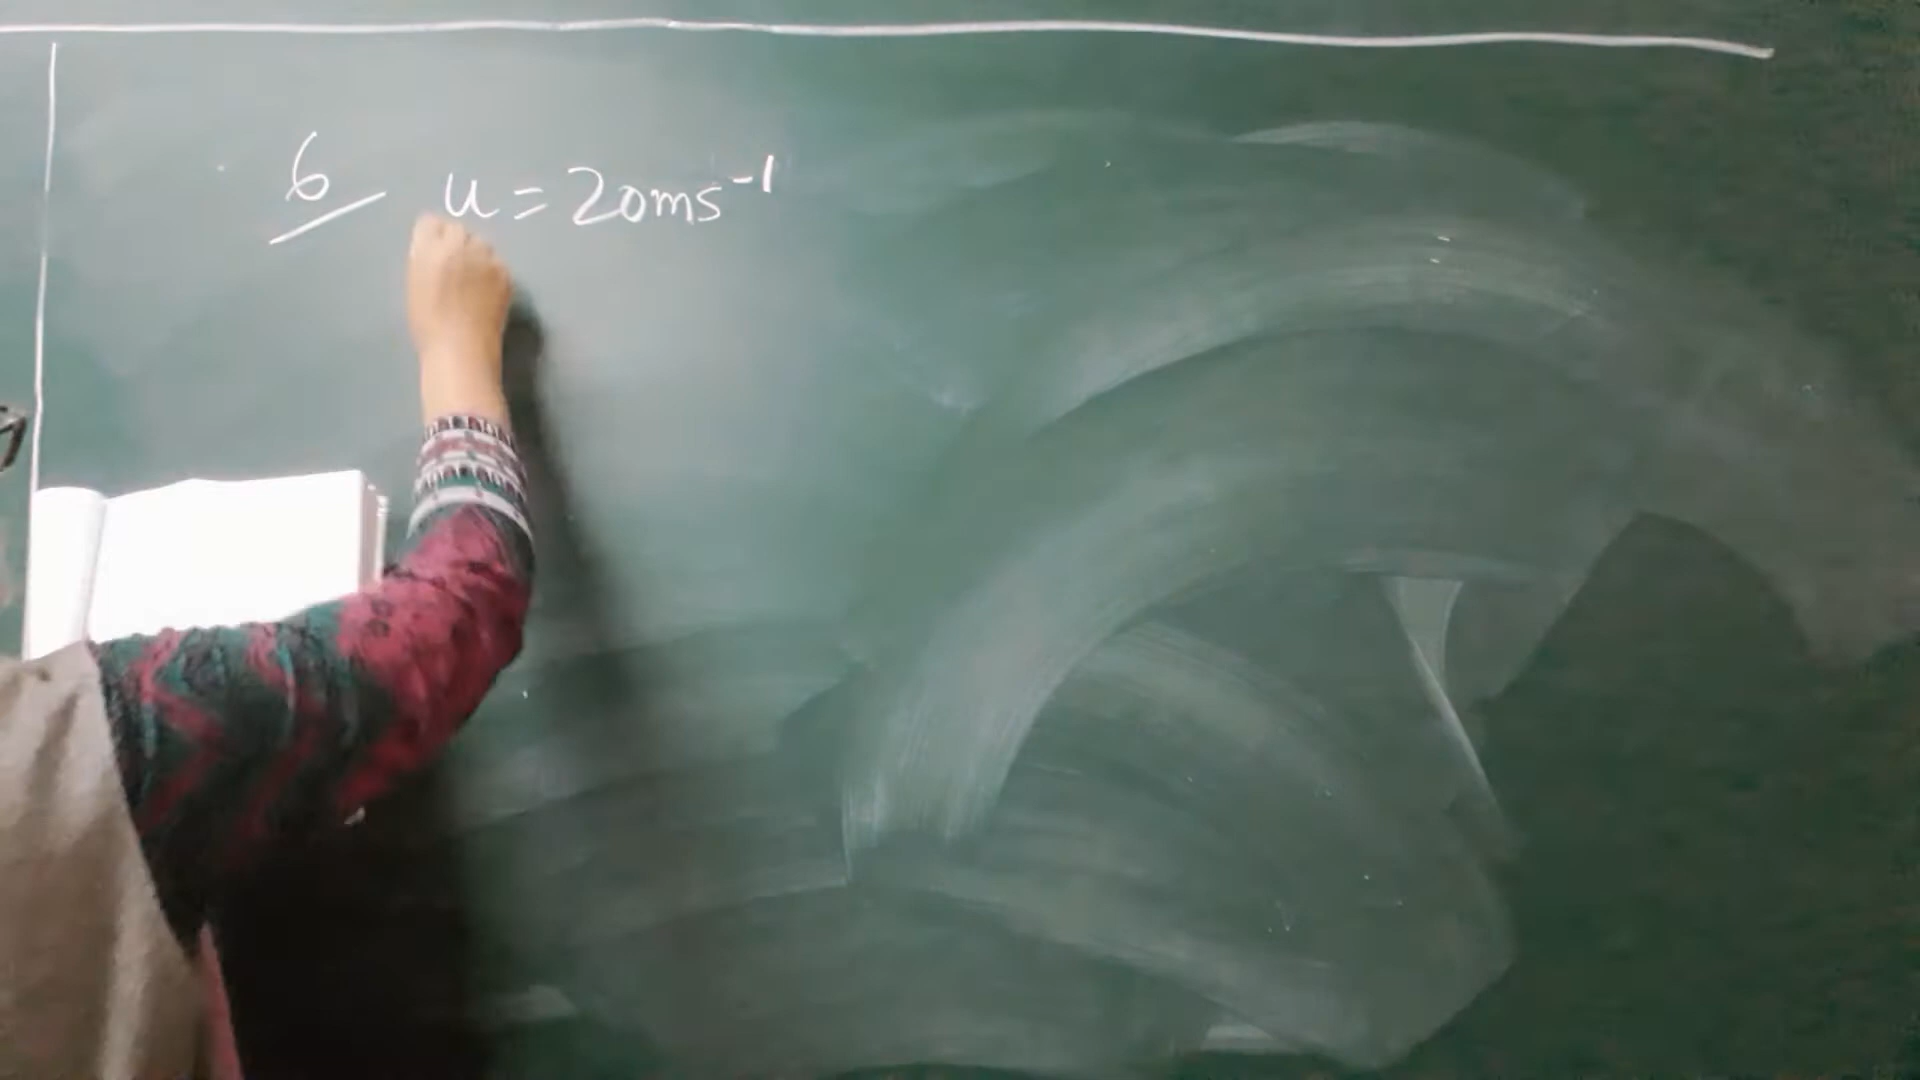 6 u = 20ms⁻¹